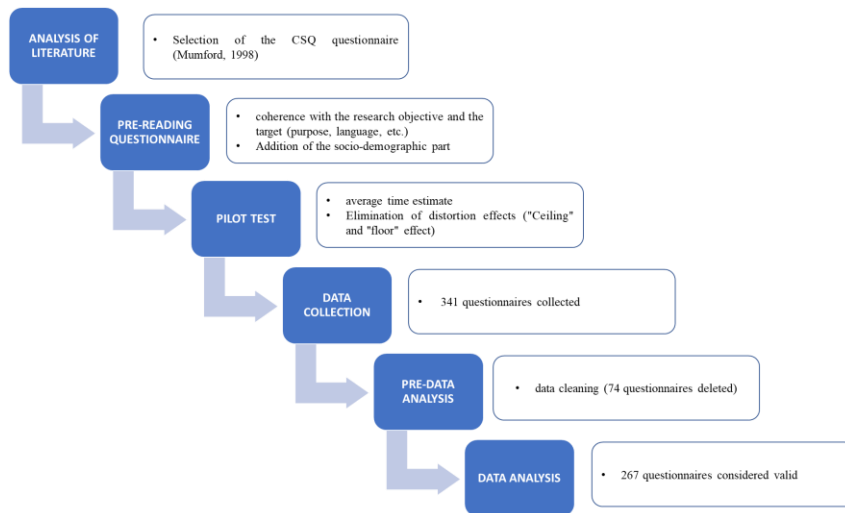 ANALYSIS OF
LITERATURE
• Selection of the CSQ questionnaire
(Mumford, 1998)
PRE-READING
QUESTIONNAIRE
• coherence with the research objective and the
target (purpose, language, etc.)
• Addition of the socio-demographic part
PILOT TEST
• average time estimate
• Elimination of distortion effects ("Ceiling"
and "floor" effect)
DATA
COLLECTION
• 341 questionnaires collected
PRE-DATA
ANALYSIS
• data cleaning (74 questionnaires deleted)
DATA ANALYSIS
• 267 questionnaires considered valid